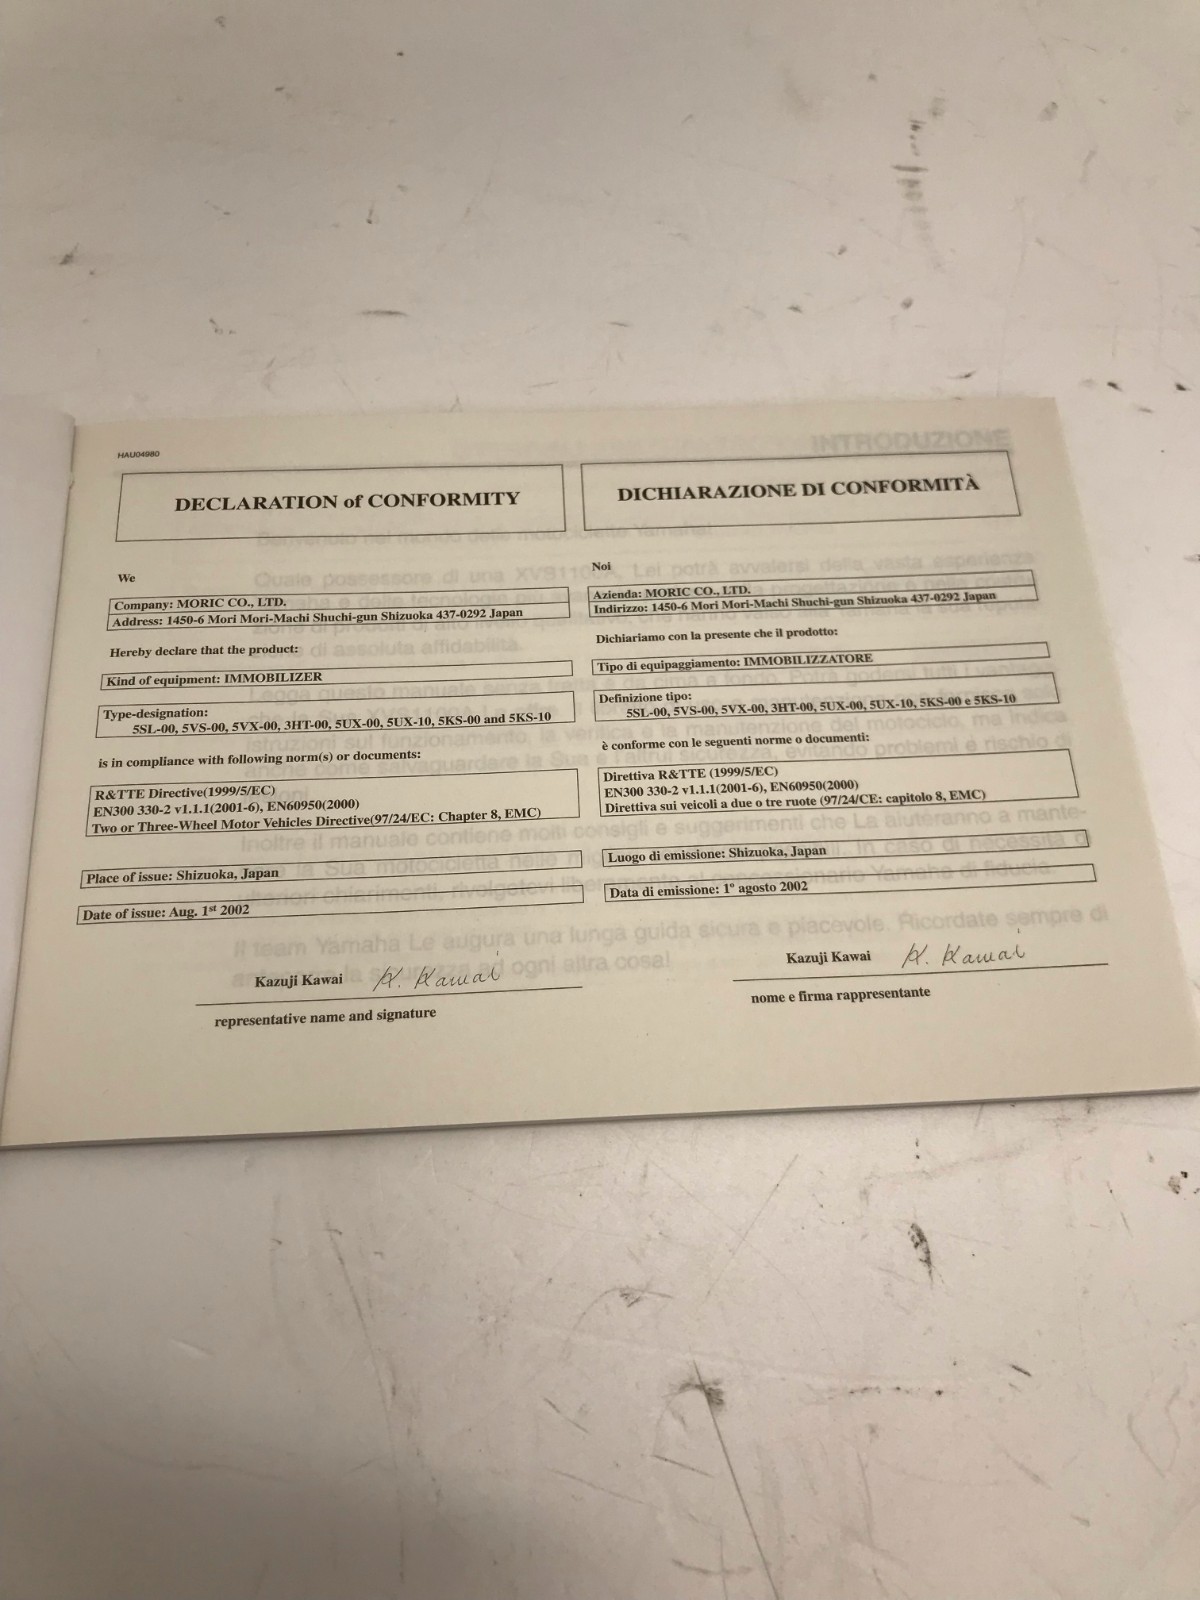 HAU04980
DECLARATION of CONFORMITY
We
Company: MORIC CO., LTD.
Address: 1450-6 Mori Mori-Machi Shuchi-gun Shizuoka 437-0292 Japan
Hereby declare that the product:
Kind of equipment: IMMOBILIZER
Type-designation:
5SL-00, 5VS-00, 5VX-00, 3HT-00, 5UX-00, 5UX-10, 5KS-00 and 5KS-10
is in compliance with following norm(s) or documents:
R&TTE Directive(1999/5/EC)
EN300 330-2 v1.1.1(2001-6), EN60950(2000)
Two or Three-Wheel Motor Vehicles Directive(97/24/EC: Chapter 8, EMC)
Place of issue: Shizuoka, Japan
Date of issue: Aug. 1st 2002
Kazuji Kawai K. Kawai
representative name and signature
DICHIARAZIONE DI CONFORMITÀ
Noi
Azienda: MORIC CO., LTD.
Indirizzo: 1450-6 Mori Mori-Machi Shuchi-gun Shizuoka 437-0292 Japan
Dichiariamo con la presente che il prodotto:
Tipo di equipaggiamento: IMMOBILIZZATORE
Definizione tipo:
5SL-00, 5VS-00, 5VX-00, 3HT-00, 5UX-00, 5UX-10, 5KS-00 e 5KS-10
è conforme con le seguenti norme o documenti:
Direttiva R&TTE (1999/5/EC)
EN300 330-2 v1.1.1(2001-6), EN60950(2000)
Direttiva sui veicoli a due o tre ruote (97/24/CE: capitolo 8, EMC)
Luogo di emissione: Shizuoka, Japan
Data di emissione: 1° agosto 2002
Kazuji Kawai K. Kawai
nome e firma rappresentante
INTRODUZIONE